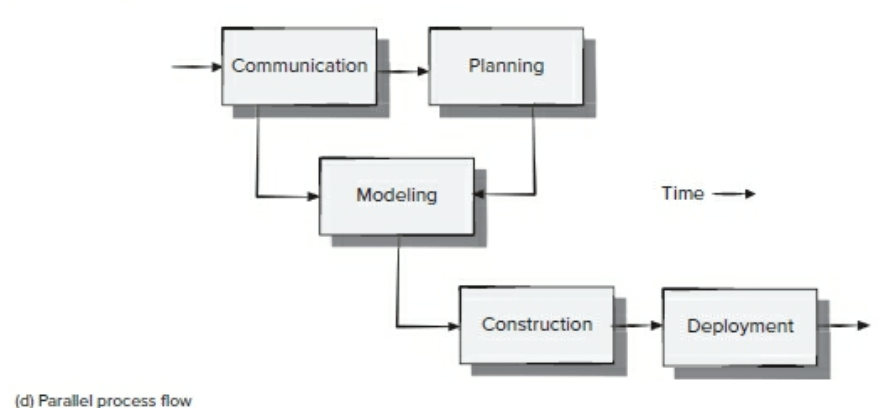 Communication
Planning
Modeling
Time
Construction
Deployment
(d) Parallel process flow